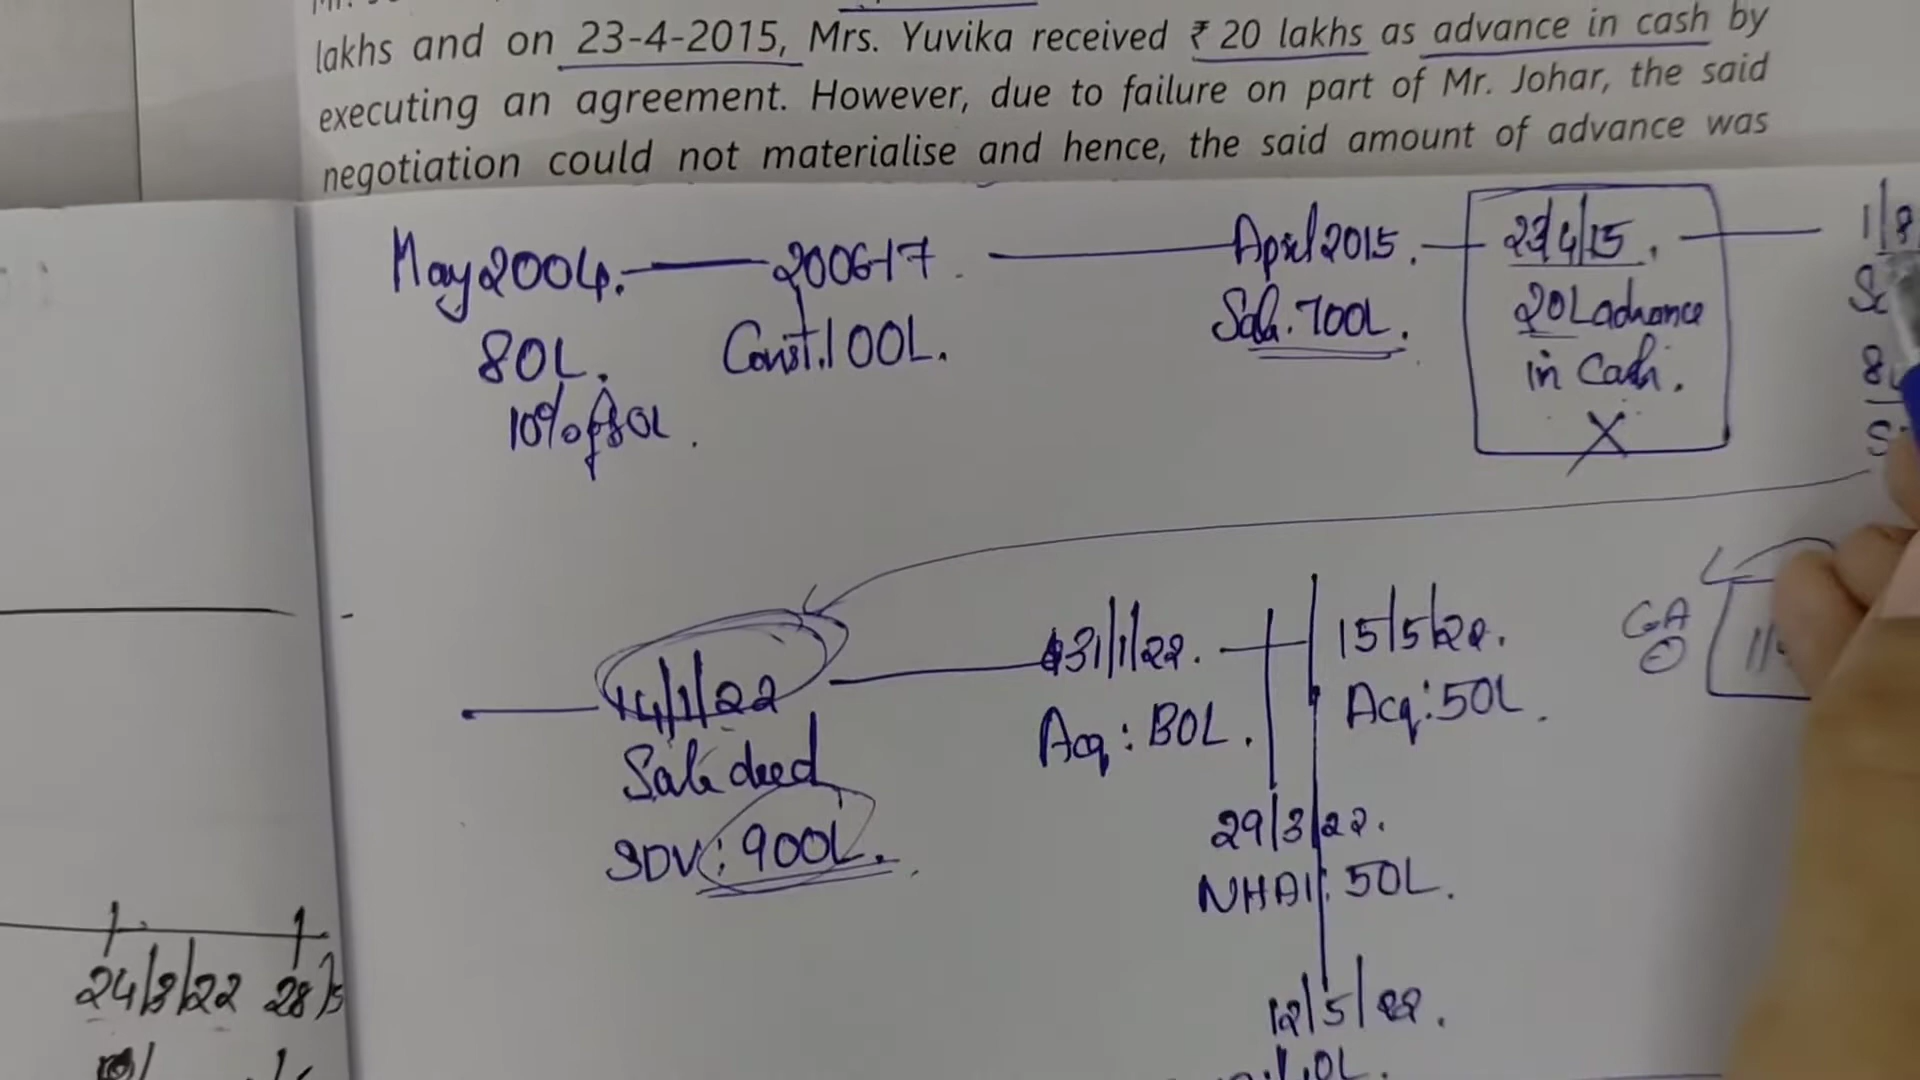 lakhs and on 23-4-2015, Mrs. Yuvika received ₹ 20 lakhs as advance in cash by
executing an agreement. However, due to failure on part of Mr. Johar, the said
negotiation could not materialise and hence, the said amount of advance was
May 2004. 2006-17 April 2015. 23/4/15. 1/8
80L. Const. 100L. Sale. 700L. 20L advance
10% of 80L. in Cash.
X
14/1/22 31/1/22. 15/5/22.
Sale deed Acq: 80L. Acq: 50L.
SDV: 900L. 29/3/22.
NHAI: 50L.
24/3/22 28/5
12/5/22.